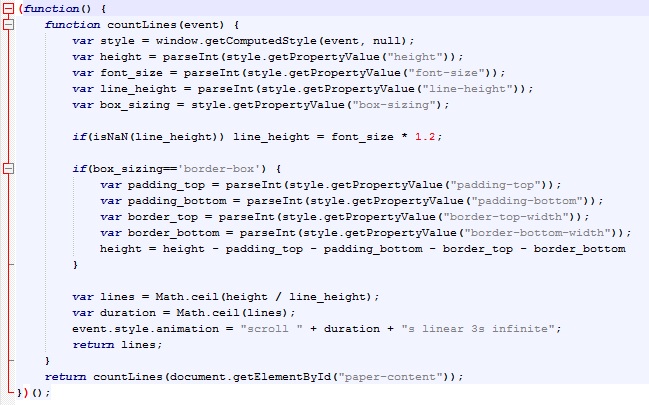 (function() {
function countLines(event) {
var style = window.getComputedStyle(event, null);
var height = parseInt(style.getPropertyValue("height"));
var font_size = parseInt(style.getPropertyValue("font-size"));
var line_height = parseInt(style.getPropertyValue("line-height"));
var box_sizing = style.getPropertyValue("box-sizing");
if(isNaN(line_height)) line_height = font_size * 1.2;
if(box_sizing=='border-box') {
var padding_top = parseInt(style.getPropertyValue("padding-top"));
var padding_bottom = parseInt(style.getPropertyValue("padding-bottom"));
var border_top = parseInt(style.getPropertyValue("border-top-width"));
var border_bottom = parseInt(style.getPropertyValue("border-bottom-width"));
height = height - padding_top - padding_bottom - border_top - border_bottom
}
var lines = Math.ceil(height / line_height);
var duration = Math.ceil(lines);
event.style.animation = "scroll " + duration + "s linear 3s infinite";
return lines;
}
return countLines(document.getElementById("paper-content"));
})();